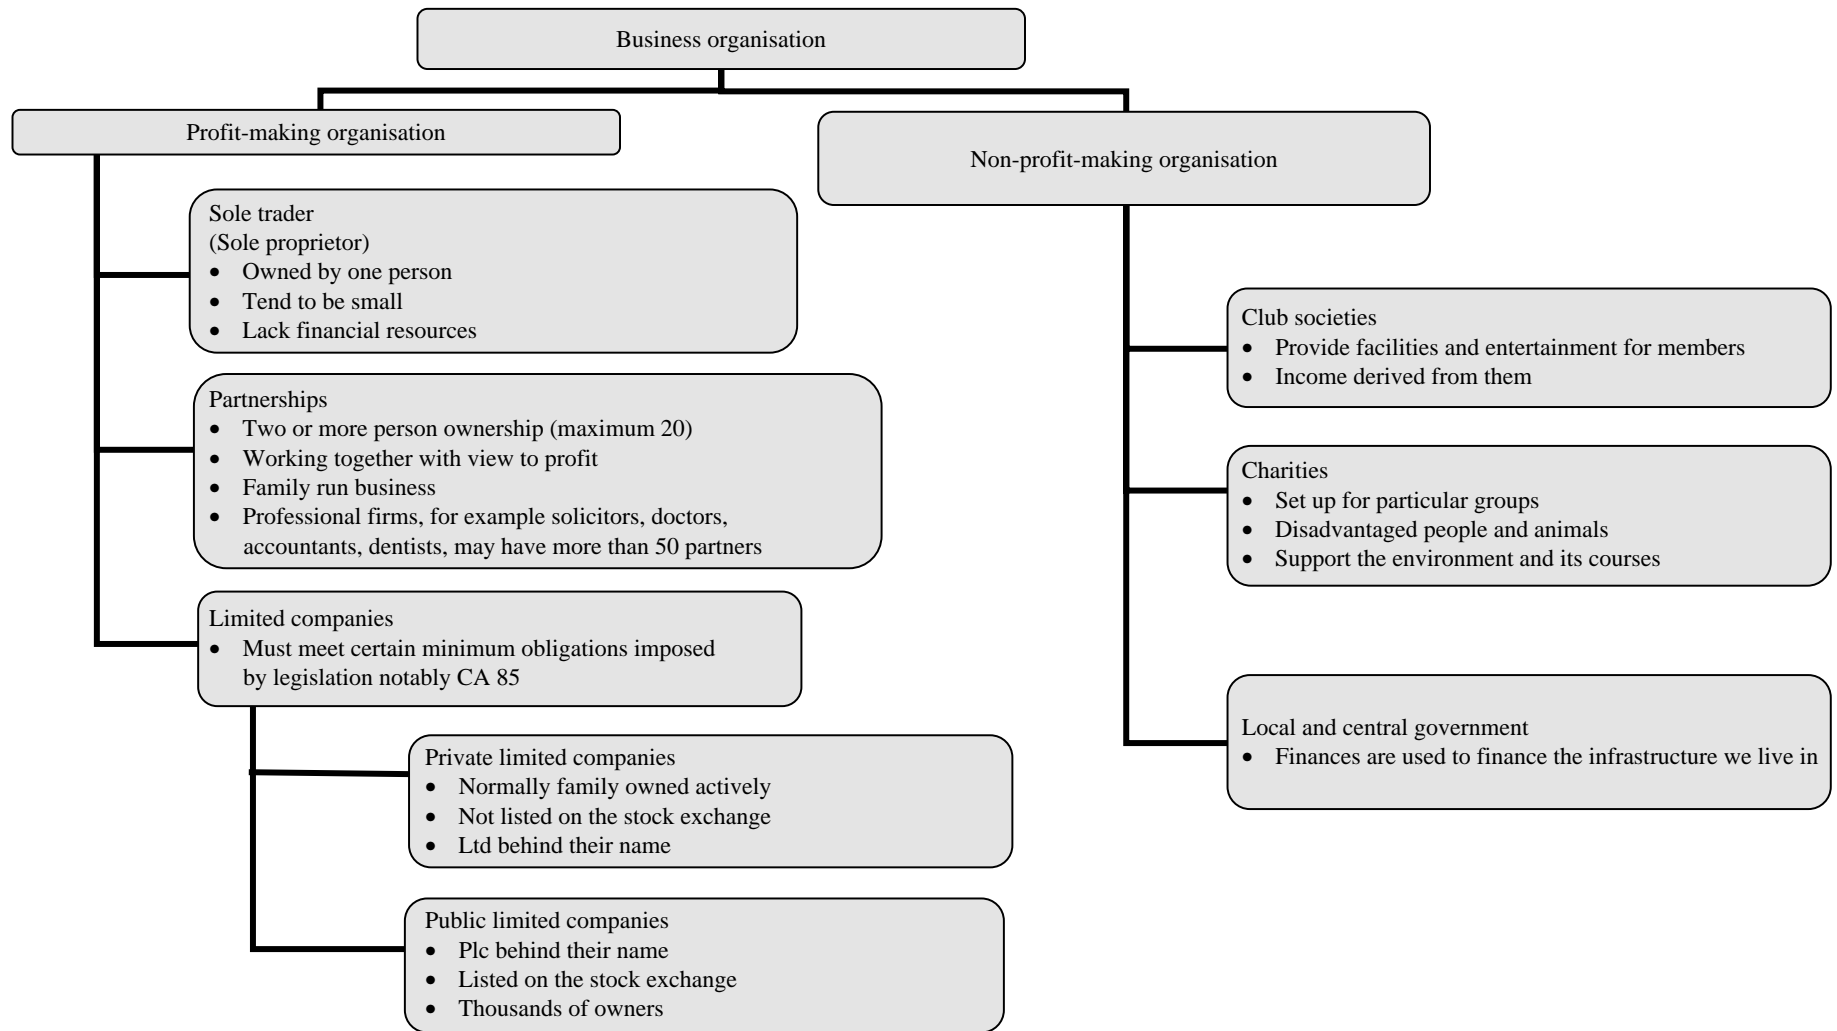 Business organisation
Profit-making organisation
Non-profit-making organisation
Sole trader
(Sole proprietor)
• Owned by one person
• Tend to be small
• Lack financial resources
Partnerships
• Two or more person ownership (maximum 20)
• Working together with view to profit
• Family run business
• Professional firms, for example solicitors, doctors,
accountants, dentists, may have more than 50 partners
Limited companies
• Must meet certain minimum obligations imposed
by legislation notably CA 85
Private limited companies
• Normally family owned actively
• Not listed on the stock exchange
• Ltd behind their name
Public limited companies
• Plc behind their name
• Listed on the stock exchange
• Thousands of owners
Club societies
• Provide facilities and entertainment for members
• Income derived from them
Charities
• Set up for particular groups
• Disadvantaged people and animals
• Support the environment and its courses
Local and central government
• Finances are used to finance the infrastructure we live in